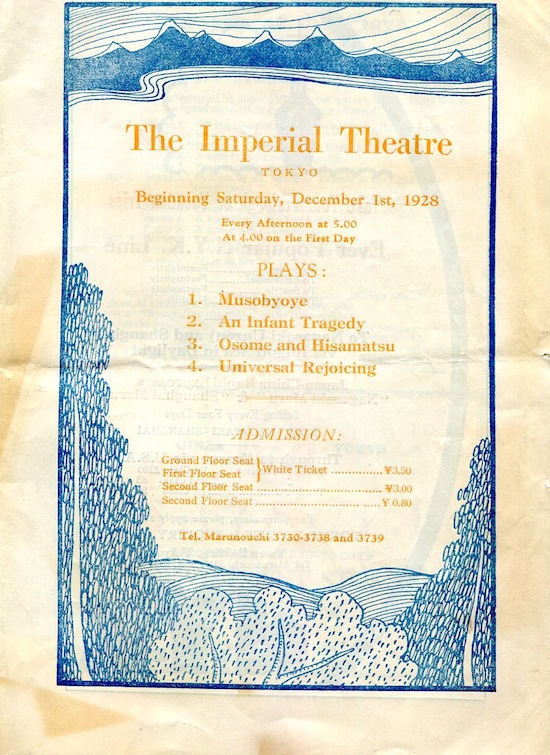 The Imperial Theatre
TOKYO
Beginning Saturday, December 1st, 1928
Every Afternoon at 5.00
At 4.00 on the First Day
PLAYS:
1. Musobyoye
2. An Infant Tragedy
3. Osome and Hisamatsu
4. Universal Rejoicing
ADMISSION:
Ground Floor Seat
First Floor Seat } White Ticket ............... ¥3.50
Second Floor Seat ............................. ¥3.00
Second Floor Seat ............................. ¥ 0.80
Tel. Marunouchi 3730-3738 and 3739